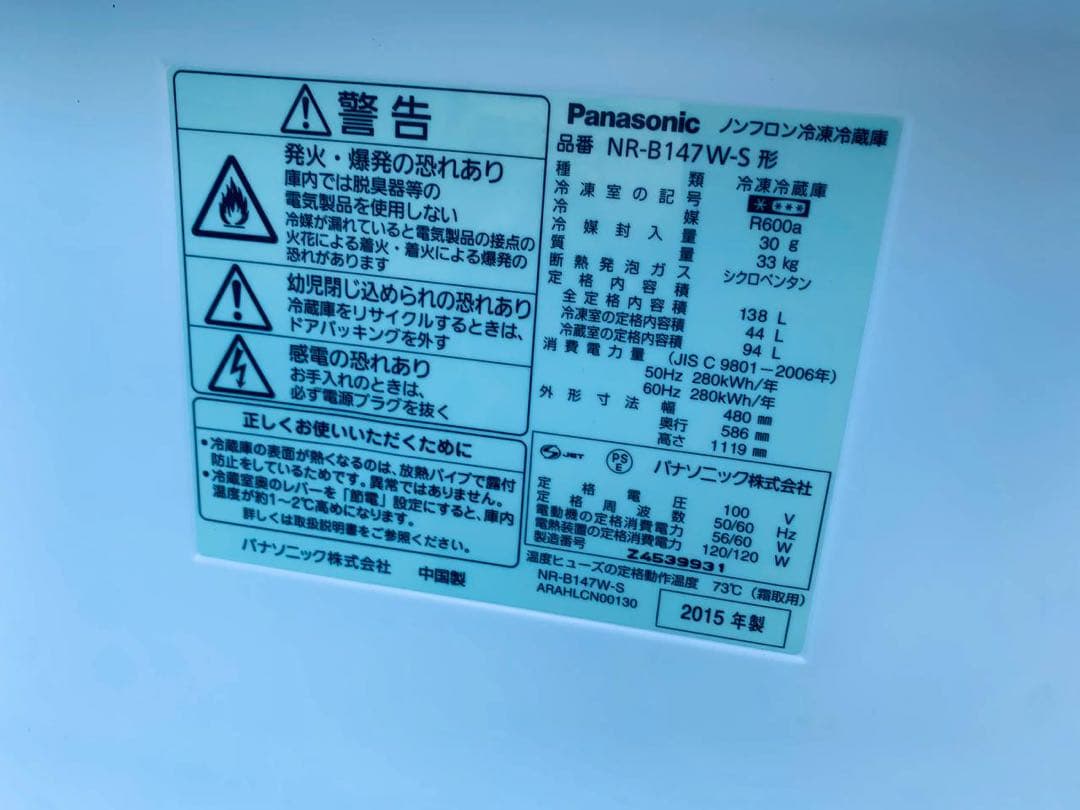 警告
発火・爆発の恐れあり
庫内では脱臭器等の
電気製品を使用しない
冷媒が漏れていると電気製品の接点の
火花による着火・着火による爆発の
恐れがあります
幼児閉じ込められの恐れあり
冷蔵庫をリサイクルするときは、
ドアパッキングを外す
感電の恐れあり
お手入れのときは、
必ず電源プラグを抜く
正しくお使いいただくために
・冷蔵庫の表面が熱くなるのは、放熱パイプで露付
防止をしているためです。異常ではありません。
・冷蔵室奥のレバーを「節電」設定にすると、庫内
温度が約1~2℃高めになります。
詳しくは取扱説明書をご参照ください。
パナソニック株式会社 中国製
Panasonic ノンフロン冷凍冷蔵庫
品番 NR-B147W-S 形
種類 冷凍冷蔵庫
冷凍室の記号 * ***
冷媒 R600a
冷媒封入量 30 g
質量 33 kg
断熱発泡ガス シクロペンタン
定格内容積
全定格内容積 138 L
冷凍室の定格内容積 44 L
冷蔵室の定格内容積 94 L
消費電力量 (JIS C 9801-2006年)
50Hz 280kWh/年
60Hz 280kWh/年
外形寸法 幅 480 mm
奥行 586 mm
高さ 1119 mm
S JET PS E パナソニック株式会社
定格電圧 100 V
定格周波数 50/60 Hz
電動機の定格消費電力 56/60 W
電熱装置の定格消費電力 120/120 W
製造番号 Z4539931
温度ヒューズの定格動作温度 73℃(霜取用)
NR-B147W-S
ARAHLCN00130
2015 年製